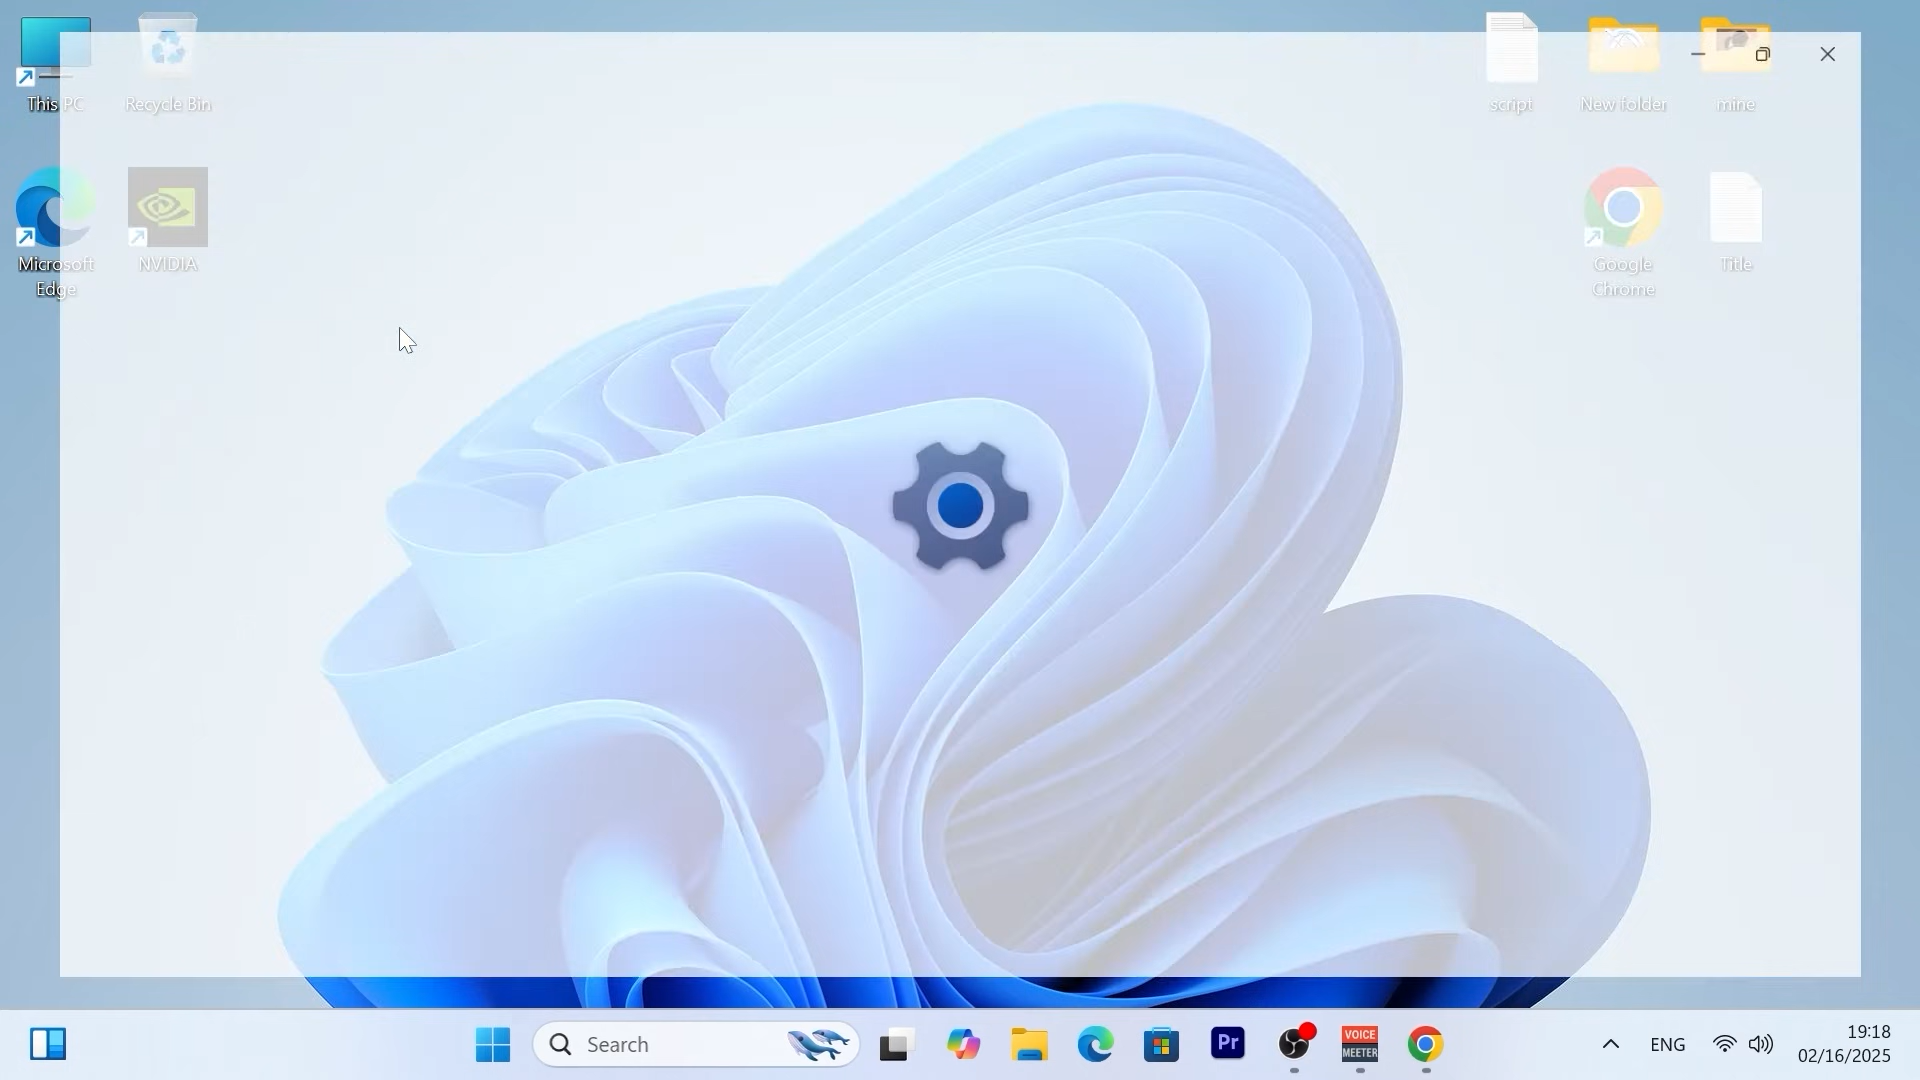 This PC
Recycle Bin
script
New folder
mine
Microsoft
Edge
NVIDIA
Google
Chrome
Title
Search
Pr
VOICE
MEETER
ENG
19:18
02/16/2025